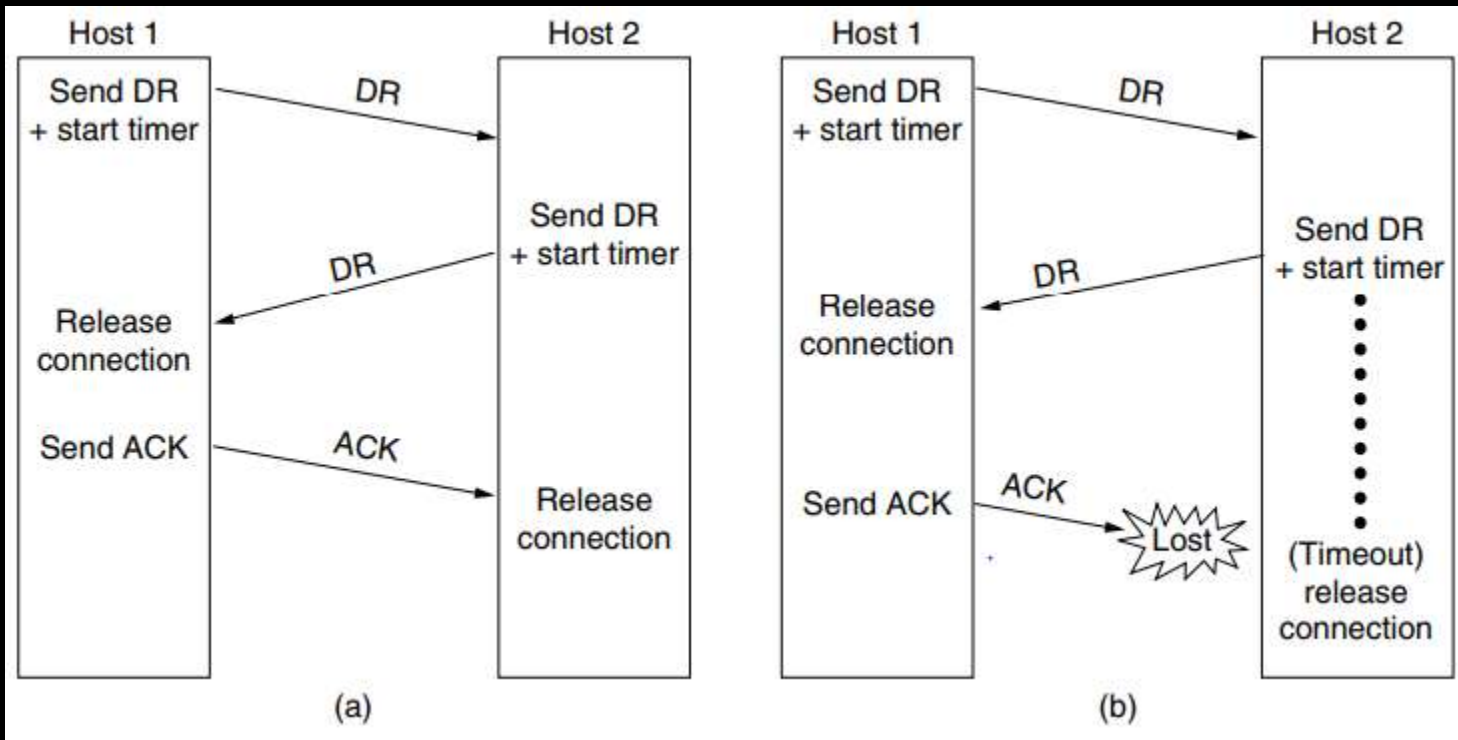 Host 1
Host 2
Send DR
+ start timer
DR
Send DR
+ start timer
DR
Release
connection
Send ACK
ACK
Release
connection
(a)
Host 1
Host 2
Send DR
+ start timer
DR
Send DR
+ start timer
DR
Release
connection
Send ACK
ACK
Lost
(Timeout)
release
connection
(b)